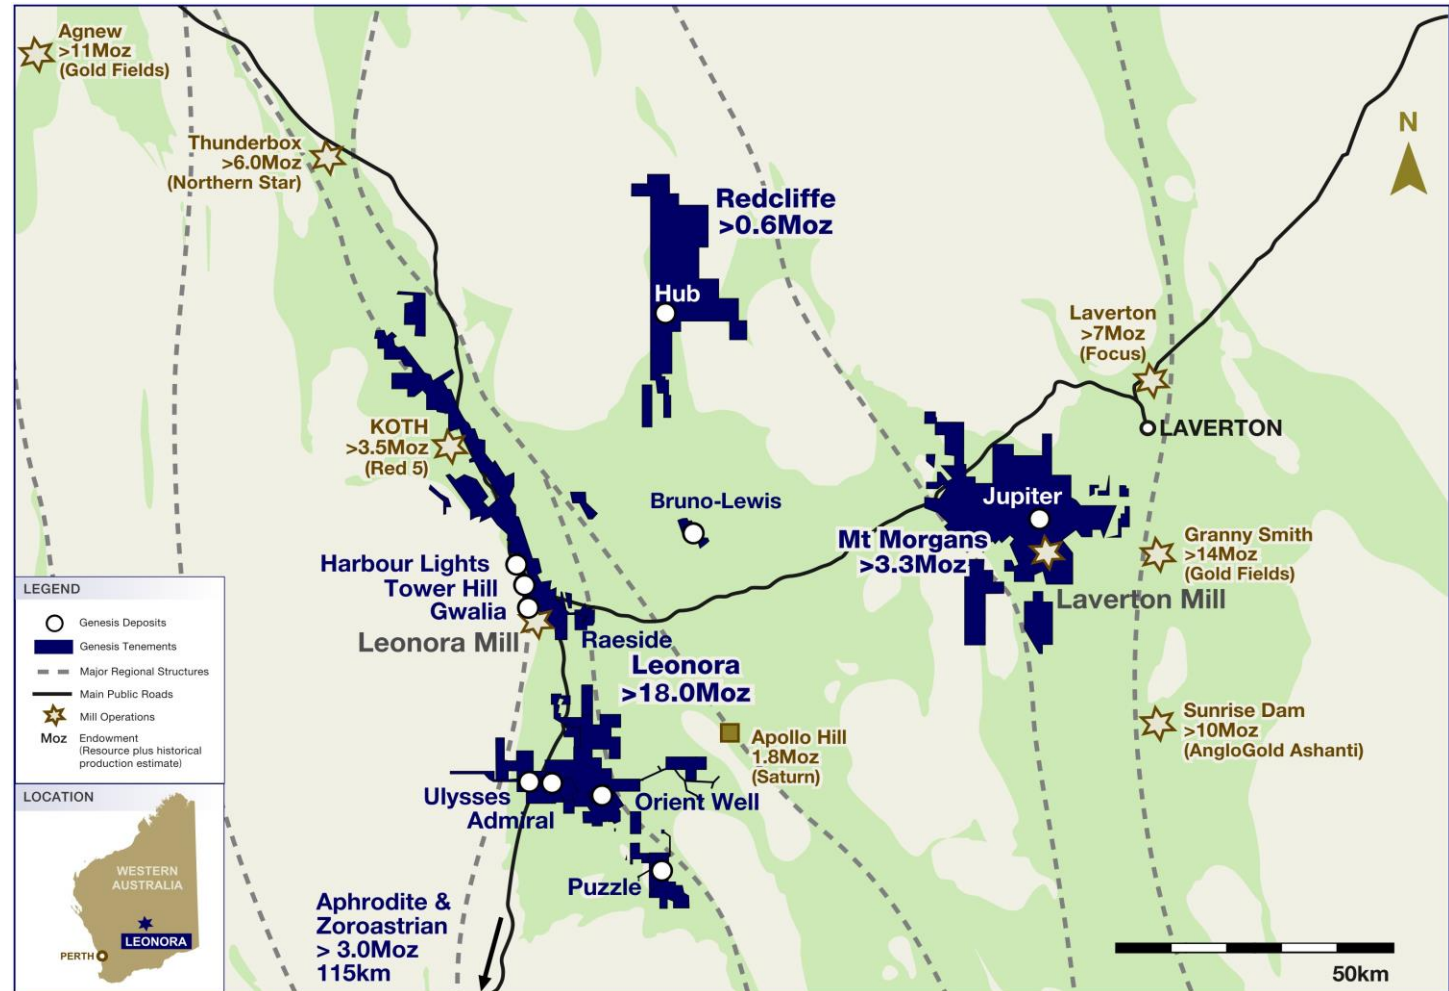 Agnew
>11Moz
(Gold Fields)
Thunderbox
>6.0Moz
(Northern Star)
N
Redcliffe
>0.6Moz
Hub
Laverton
>7Moz
(Focus)
LAVERTON
KOTH
>3.5Moz
(Red 5)
Bruno-Lewis
Jupiter
Mt Morgans
>3.3Moz
Granny Smith
>14Moz
(Gold Fields)
Laverton Mill
Harbour Lights
Tower Hill
Gwalia
Leonora Mill
Raeside
Leonora
>18.0Moz
Apollo Hill
1.8Moz
(Saturn)
Sunrise Dam
>10Moz
(AngloGold Ashanti)
Ulysses
Admiral
Orient Well
Puzzle
Aphrodite &
Zoroastrian
> 3.0Moz
115km
50km
LEGEND
Genesis Deposits
Genesis Tenements
Major Regional Structures
Main Public Roads
Mill Operations
Moz Endowment
(Resource plus historical
production estimate)
LOCATION
WESTERN
AUSTRALIA
LEONORA
PERTH